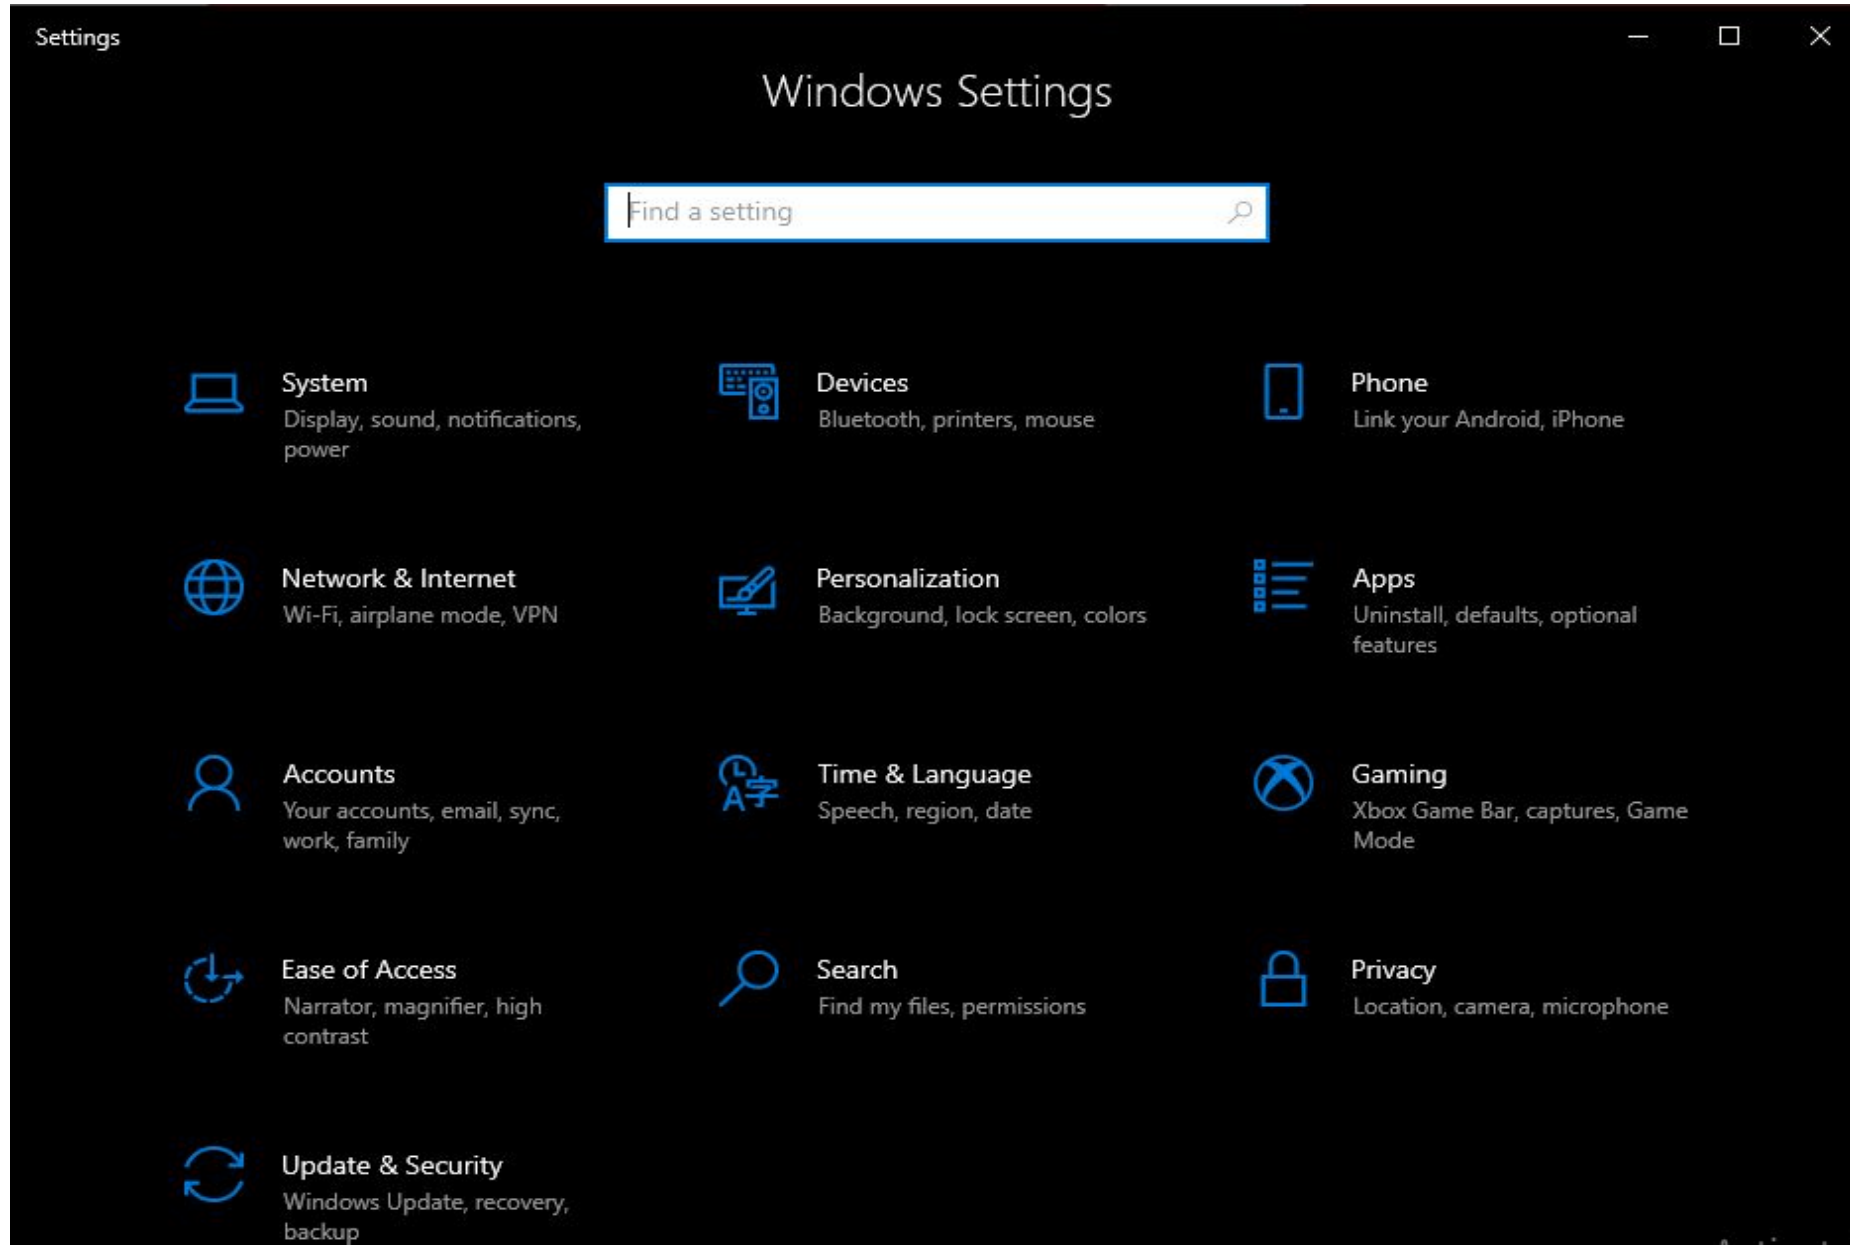 Settings
Windows Settings
Find a setting
System
Display, sound, notifications,
power
Devices
Bluetooth, printers, mouse
Phone
Link your Android, iPhone
Network & Internet
Wi-Fi, airplane mode, VPN
Personalization
Background, lock screen, colors
Apps
Uninstall, defaults, optional
features
Accounts
Your accounts, email, sync,
work, family
Time & Language
Speech, region, date
Gaming
Xbox Game Bar, captures, Game
Mode
Ease of Access
Narrator, magnifier, high
contrast
Search
Find my files, permissions
Privacy
Location, camera, microphone
Update & Security
Windows Update, recovery,
backup